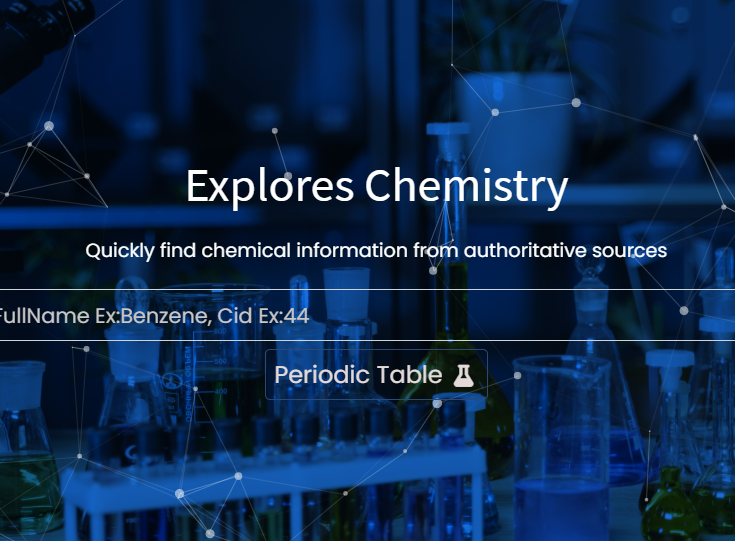 Explores Chemistry
Quickly find chemical information from authoritative sources
FullName Ex:Benzene, Cid Ex:44
Periodic Table